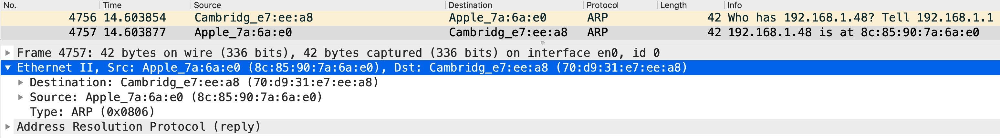 No. Time Source Destination Protocol Length Info
4756 14.603854 Cambridg_e7:ee:a8 Apple_7a:6a:e0 ARP 42 Who has 192.168.1.48? Tell 192.168.1.1
4757 14.603877 Apple_7a:6a:e0 Cambridg_e7:ee:a8 ARP 42 192.168.1.48 is at 8c:85:90:7a:6a:e0
Frame 4757: 42 bytes on wire (336 bits), 42 bytes captured (336 bits) on interface en0, id 0
Ethernet II, Src: Apple_7a:6a:e0 (8c:85:90:7a:6a:e0), Dst: Cambridg_e7:ee:a8 (70:d9:31:e7:ee:a8)
Destination: Cambridg_e7:ee:a8 (70:d9:31:e7:ee:a8)
Source: Apple_7a:6a:e0 (8c:85:90:7a:6a:e0)
Type: ARP (0x0806)
Address Resolution Protocol (reply)